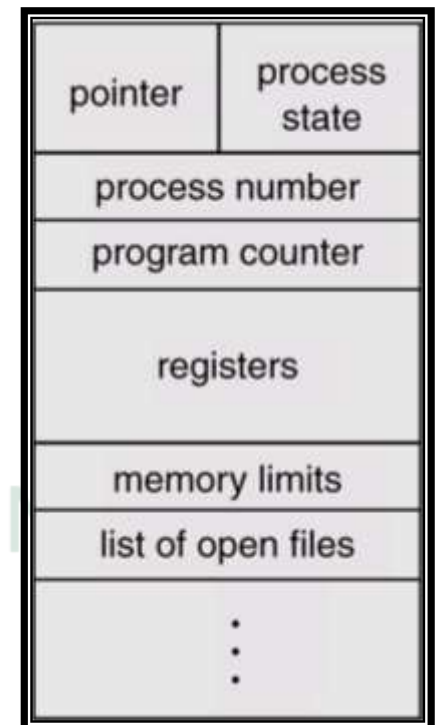 pointer
process
state
process number
program counter
registers
memory limits
list of open files